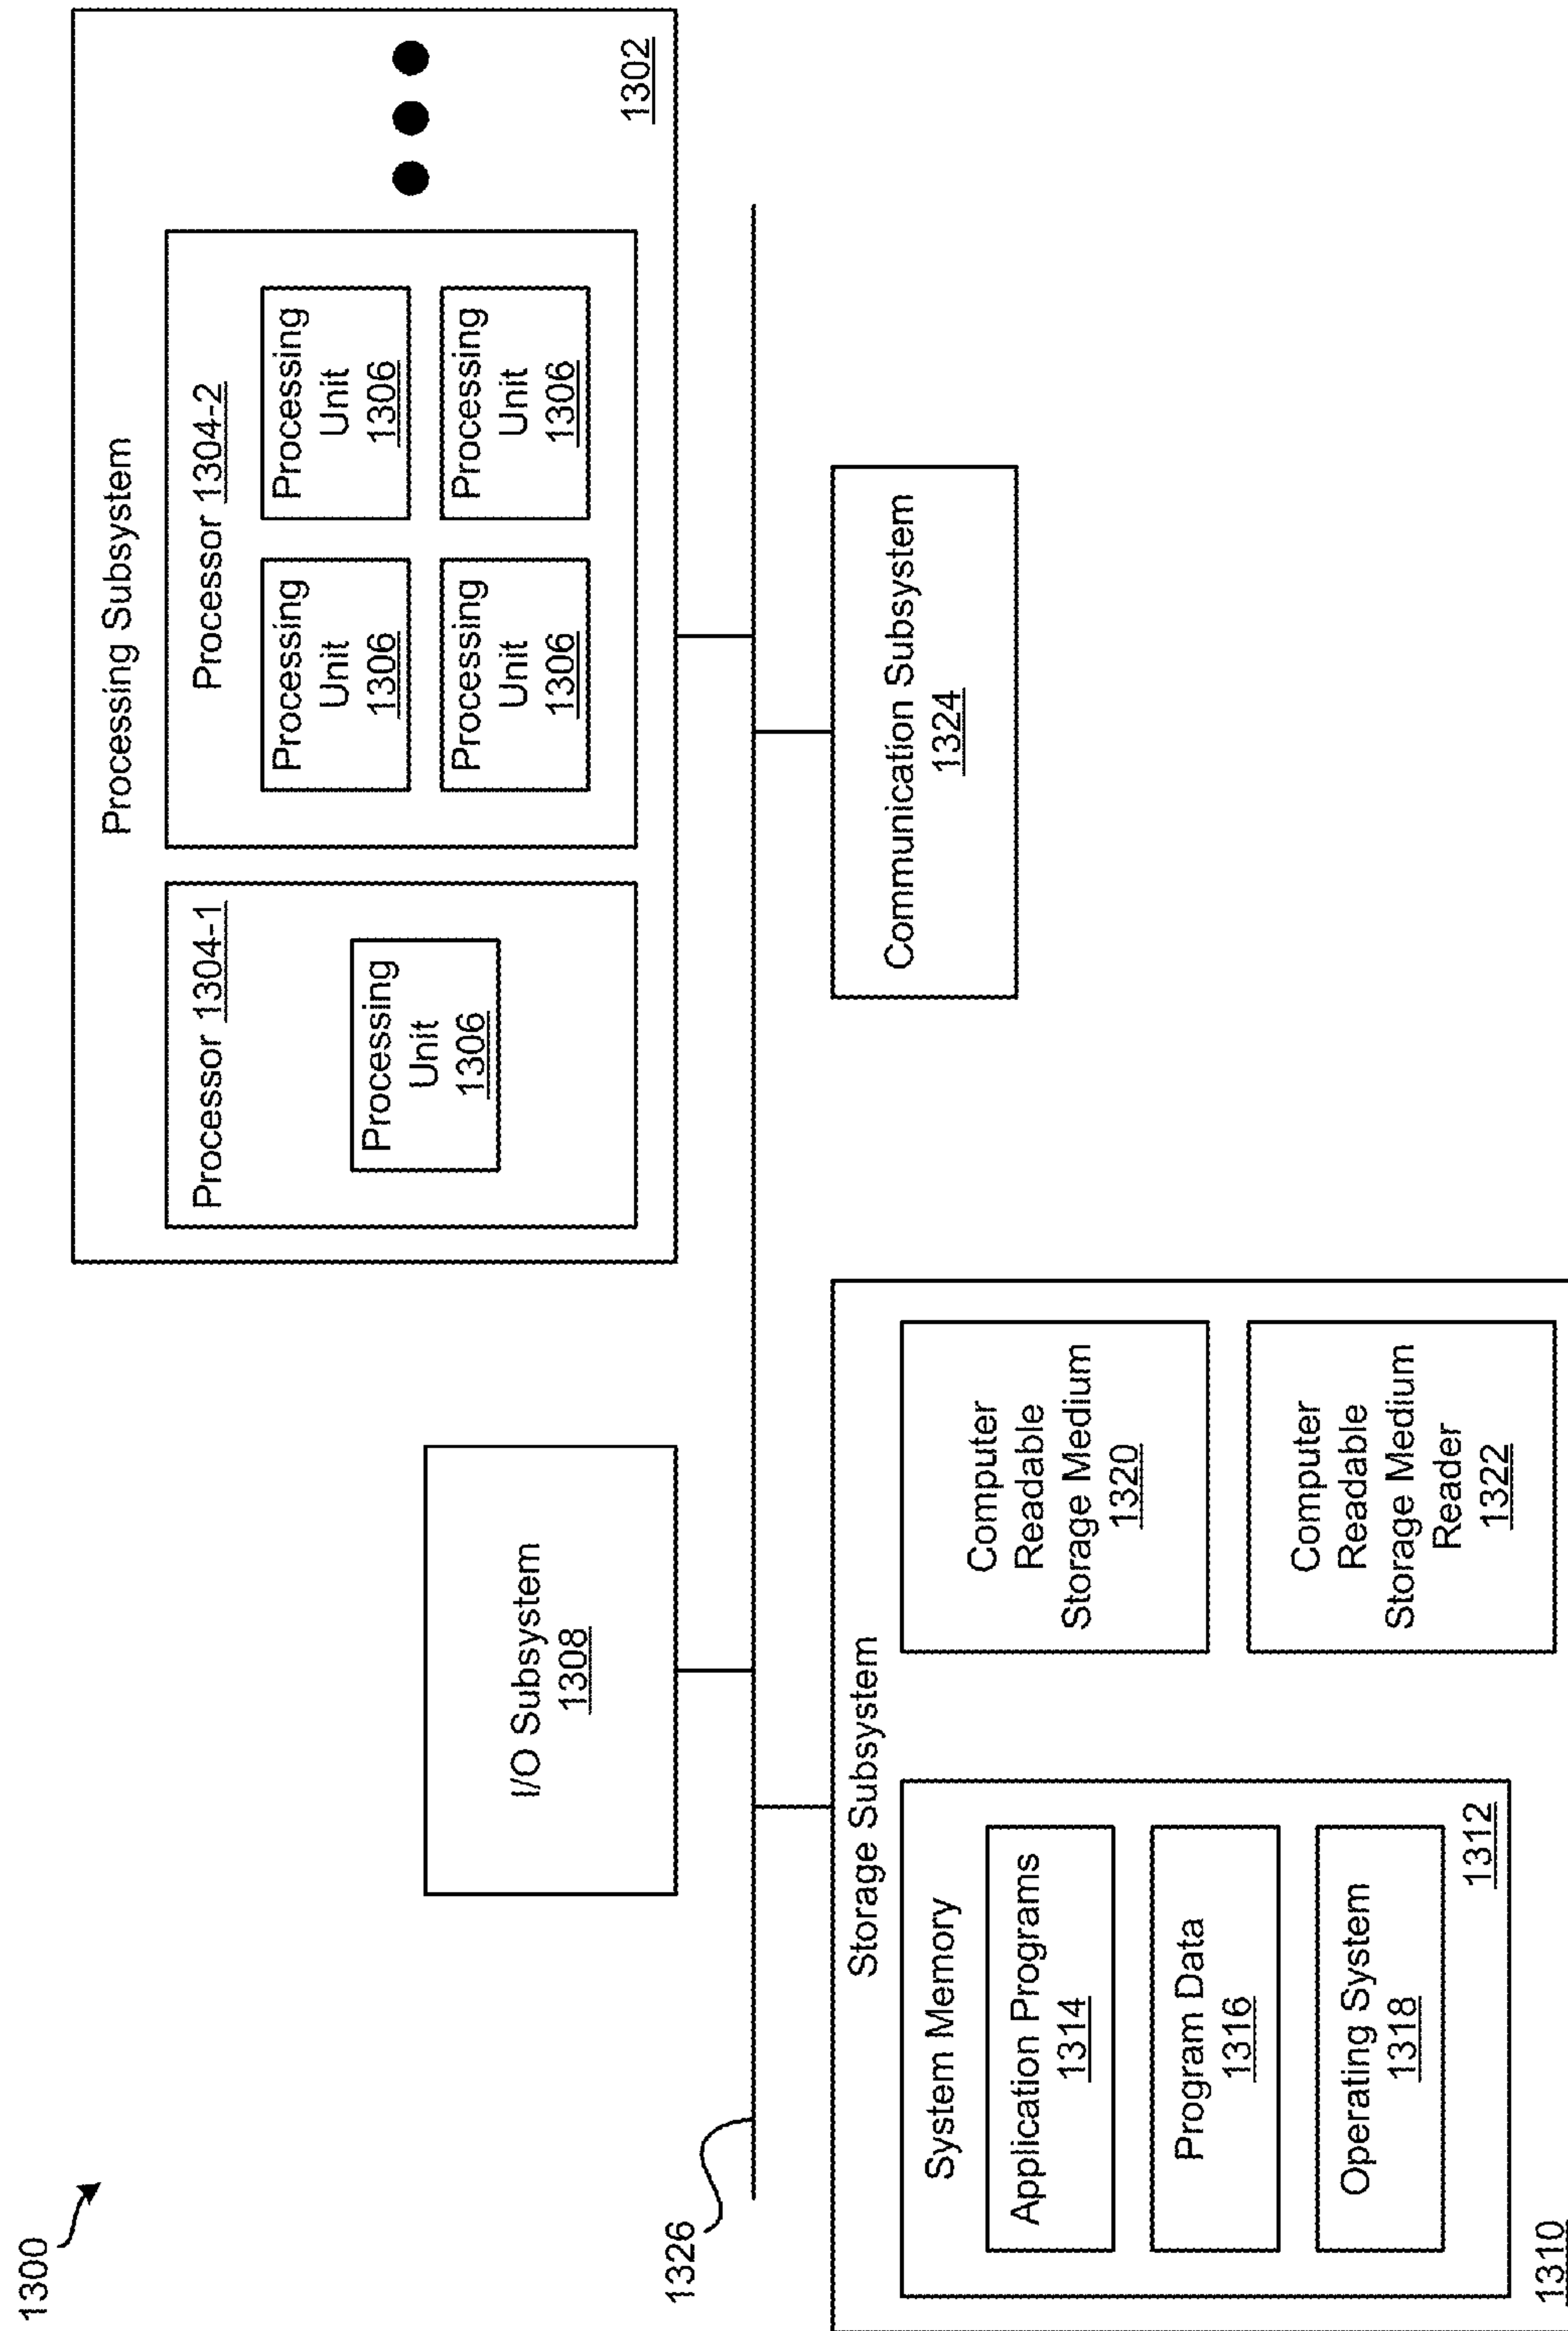 1300
Processing Subsystem
Processor 1304-1
Processing
Unit
1306
Processor 1304-2
Processing
Unit
1306
Processing
Unit
1306
Processing
Unit
1306
Processing
Unit
1306
1302
I/O Subsystem
1308
1326
Storage Subsystem
System Memory
Application Programs
1314
Program Data
1316
Operating System
1318
1312
Computer
Readable
Storage Medium
1320
Computer
Readable
Storage Medium
Reader
1322
1310
Communication Subsystem
1324